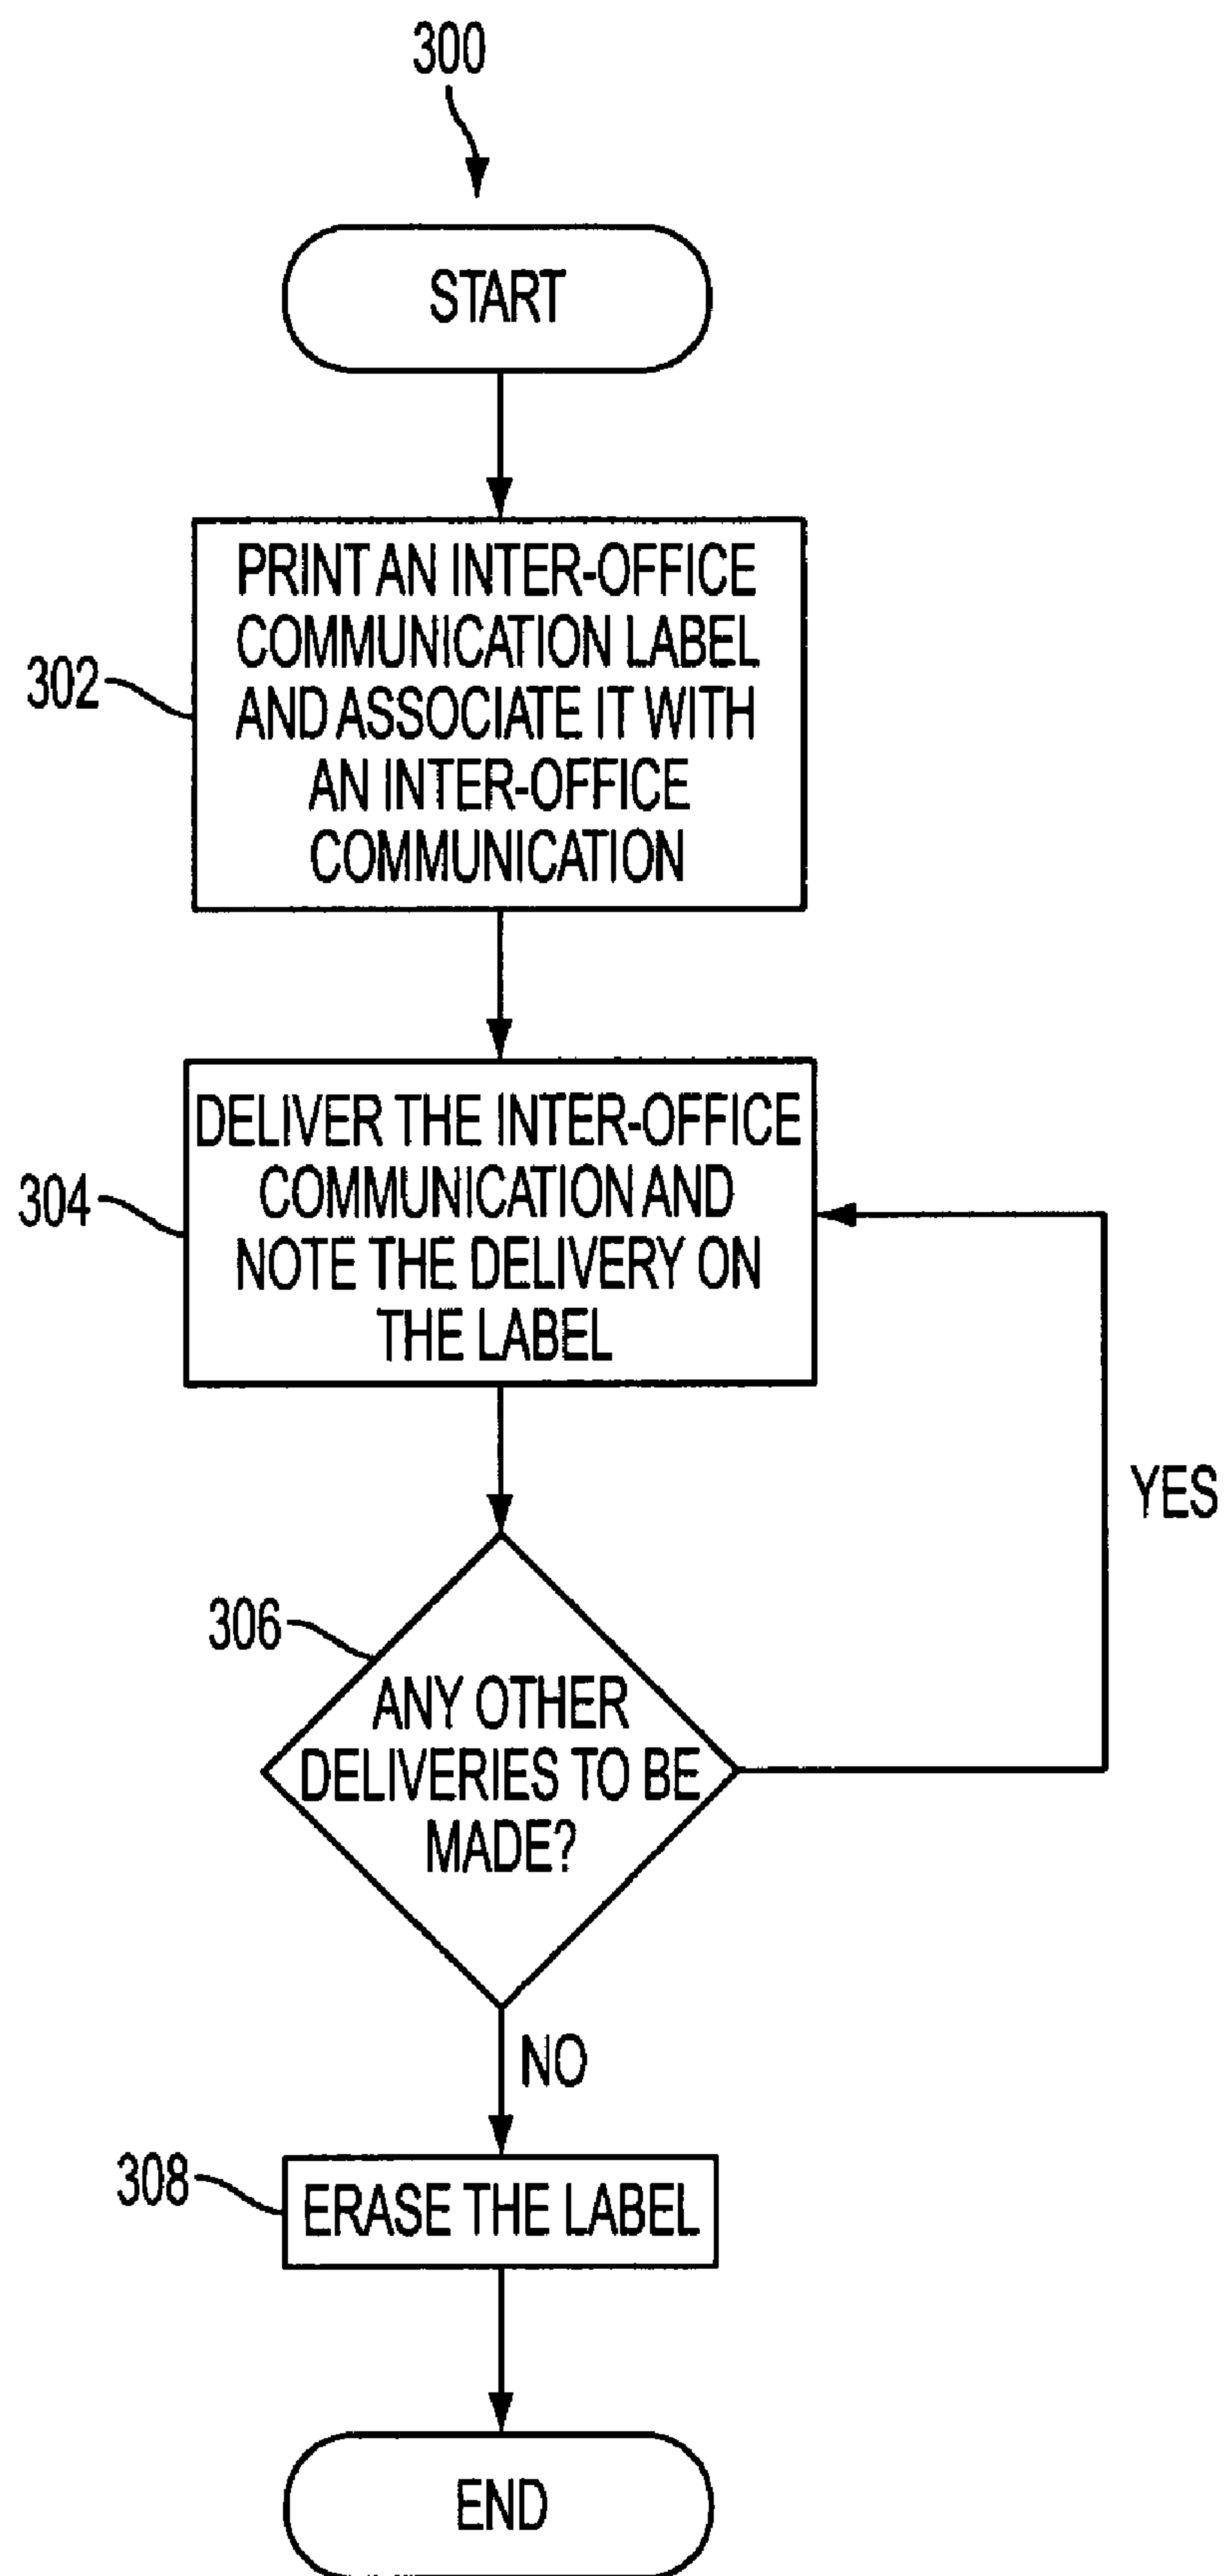 300
START
302
PRINT AN INTER-OFFICE
COMMUNICATION LABEL
AND ASSOCIATE IT WITH
AN INTER-OFFICE
COMMUNICATION
304
DELIVER THE INTER-OFFICE
COMMUNICATION AND
NOTE THE DELIVERY ON
THE LABEL
YES
306
ANY OTHER
DELIVERIES TO BE
MADE?
NO
308
ERASE THE LABEL
END